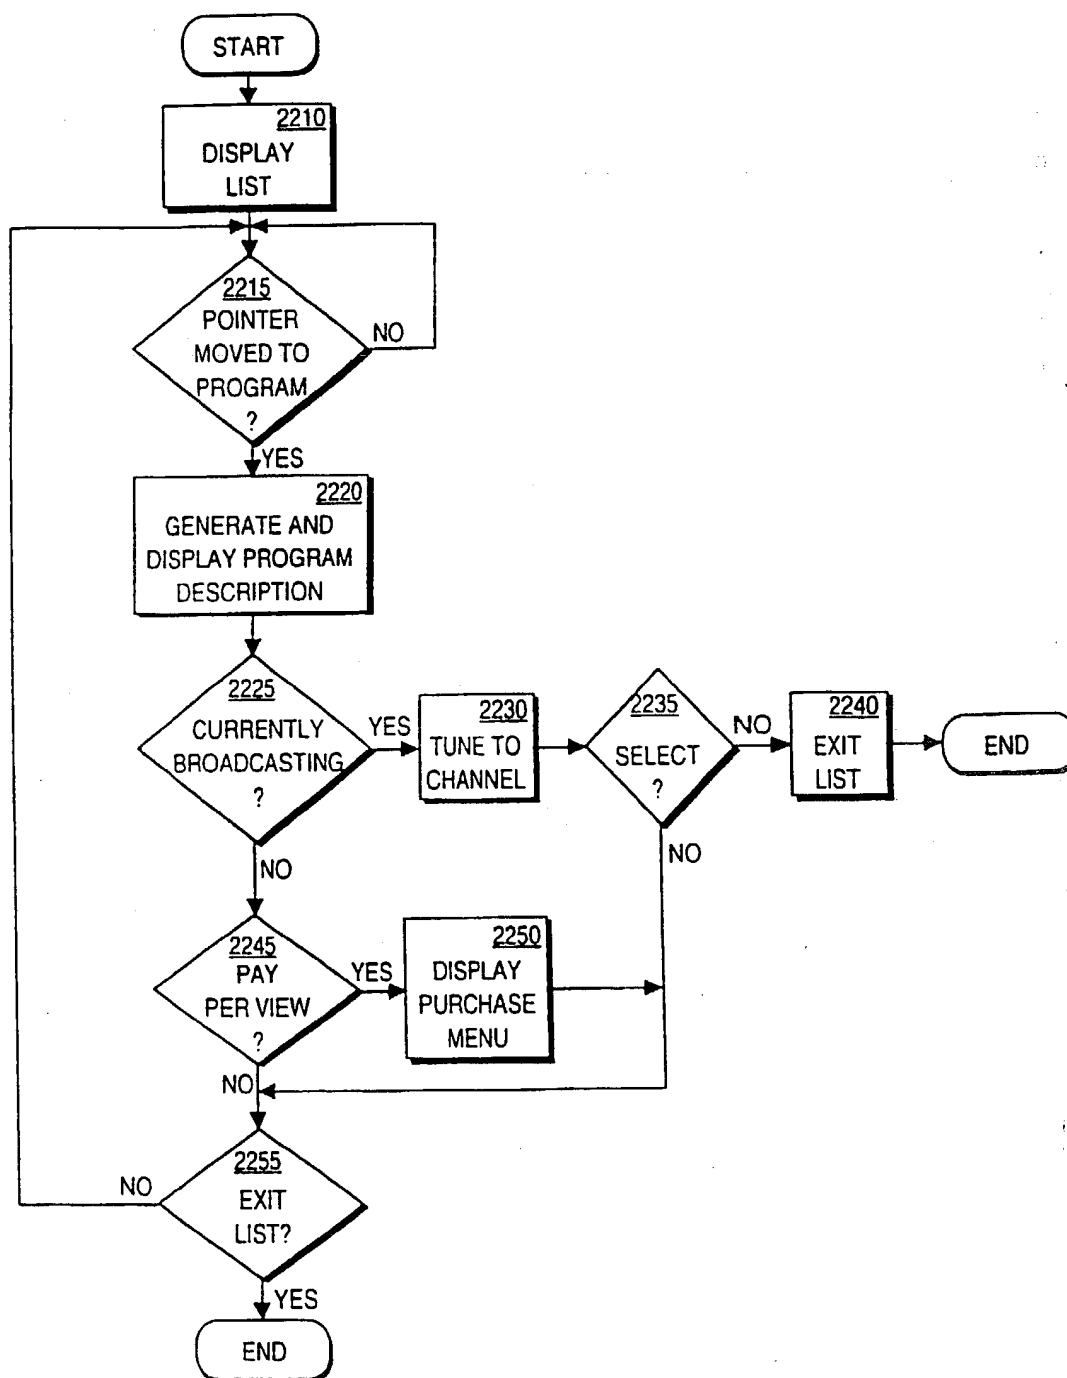 START
2210
DISPLAY
LIST
2215
POINTER
MOVED TO
PROGRAM
?
NO
YES
2220
GENERATE AND
DISPLAY PROGRAM
DESCRIPTION
2225
CURRENTLY
BROADCASTING
?
YES
2230
TUNE TO
CHANNEL
2235
SELECT
?
NO
2240
EXIT
LIST
END
NO
NO
2245
PAY
PER VIEW
?
YES
2250
DISPLAY
PURCHASE
MENU
NO
2255
EXIT
LIST?
NO
YES
END